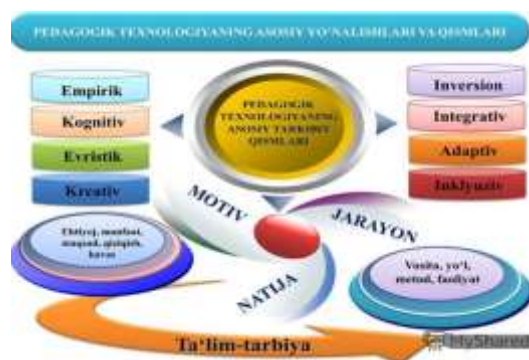 PEDAGOGIK TEXNOLOGIYANING ASOSIY YO'NALISHLARI VA QISMLARI
Empirik
Kognitiv
Evristik
Kreativ
PEDAGOGIK
TEXNOLOGIYANING
ASOSIY TARKIBIY
QISMLARI
Inversion
Integrativ
Adaptiv
Inklyuziv
MOTIV
JARAYON
NATIJA
Ehtiyoj, manfaat,
maqsad, qiziqish,
havas
Vosita, yo'l,
metod, faoliyat
Ta'lim-tarbiya
MyShared